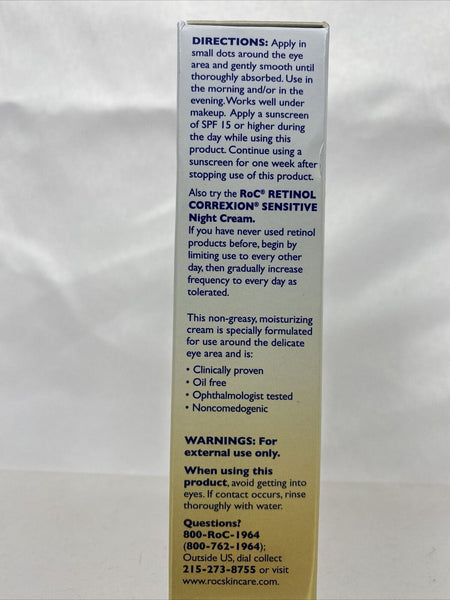 DIRECTIONS: Apply in
small dots around the eye
area and gently smooth until
thoroughly absorbed. Use in
the morning and/or in the
evening. Works well under
makeup. Apply a sunscreen
of SPF 15 or higher during
the day while using this
product. Continue using a
sunscreen for one week after
stopping use of this product.
Also try the RoC® RETINOL
CORREXION® SENSITIVE
Night Cream.
If you have never used retinol
products before, begin by
limiting use to every other
day, then gradually increase
frequency to every day as
tolerated.
This non-greasy, moisturizing
cream is specially formulated
for use around the delicate
eye area and is:
• Clinically proven
• Oil free
• Ophthalmologist tested
• Noncomedogenic
WARNINGS: For
external use only.
When using this
product, avoid getting into
eyes. If contact occurs, rinse
thoroughly with water.
Questions?
800-RoC-1964
(800-762-1964);
Outside US, dial collect
215-273-8755 or visit
www.rocskincare.com.